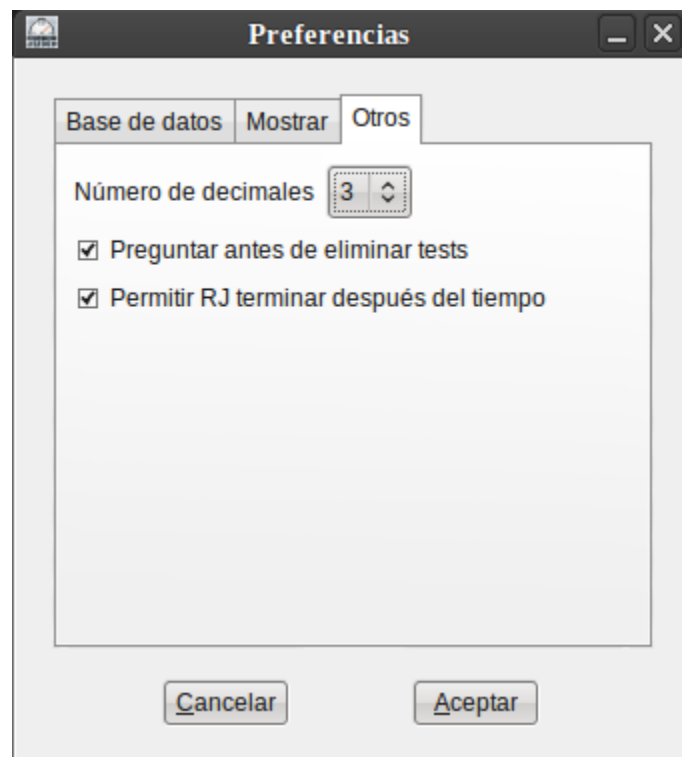 Preferencias
Base de datos Mostrar Otros
Número de decimales 3
Preguntar antes de eliminar tests
Permitir RJ terminar después del tiempo
Cancelar Aceptar